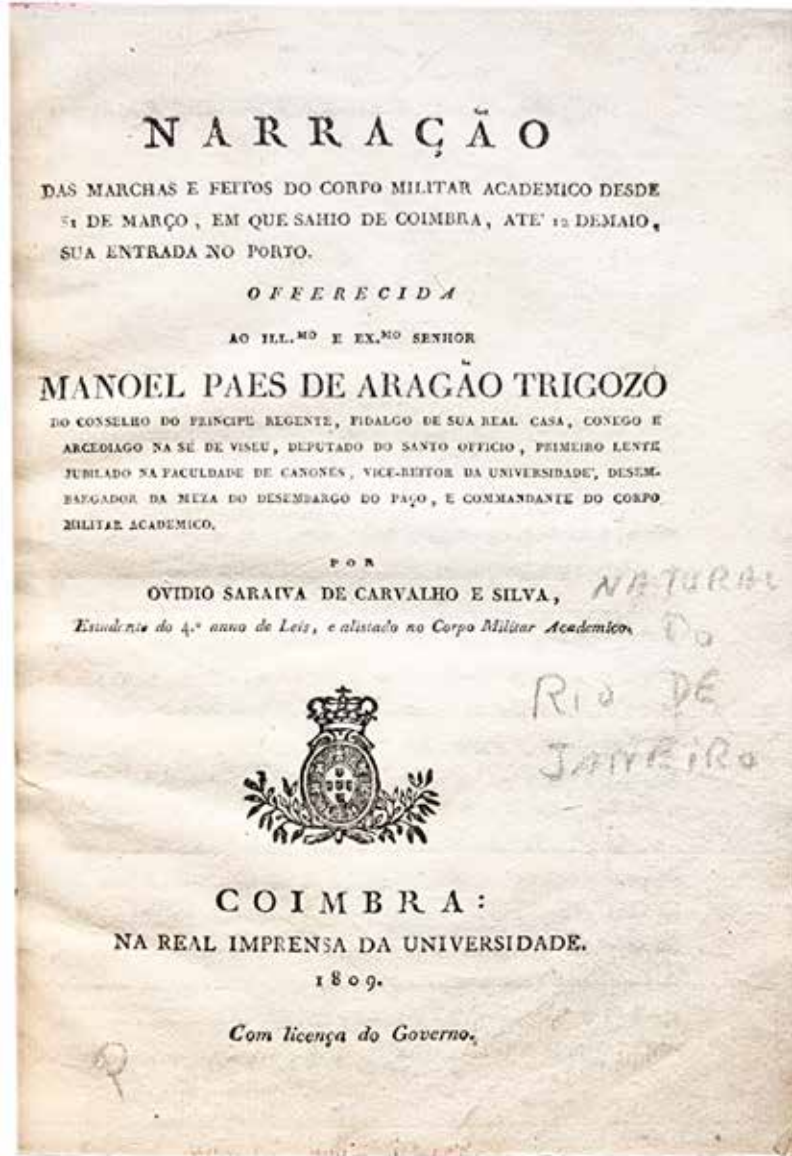 NARRAÇÃO
DAS MARCHAS E FEITOS DO CORPO MILITAR ACADEMICO DESDE
31 DE MARÇO, EM QUE SAHIO DE COIMBRA, ATE' 12 DEMAIO,
SUA ENTRADA NO PORTO.
OFFERECIDA
AO ILL.MO E EX.MO SENHOR
MANOEL PAES DE ARAGÃO TRIGOZO
DO CONSELHO DO PRINCIPE REGENTE, FIDALGO DE SUA REAL CASA, CONEGO E
ARCEDIAGO NA SÉ DE VISEU, DEPUTADO DO SANTO OFFICIO, PRIMEIRO LENTE
JUBILADO NA FACULDADE DE CANONES, VICE-REITOR DA UNIVERSIDADE, DESEM-
BARGADOR DA MEZA DO DESEMBARGO DO PAÇO, E COMMANDANTE DO CORPO
MILITAR ACADEMICO.
POR
OVIDIO SARAIVA DE CARVALHO E SILVA,
Estudente do 4.º anno de Leis, e alistado no Corpo Militar Academico.
NATURAL
DO
RIO DE
JANEIRO
COIMBRA:
NA REAL IMPRENSA DA UNIVERSIDADE.
1809.
Com licença do Governo.